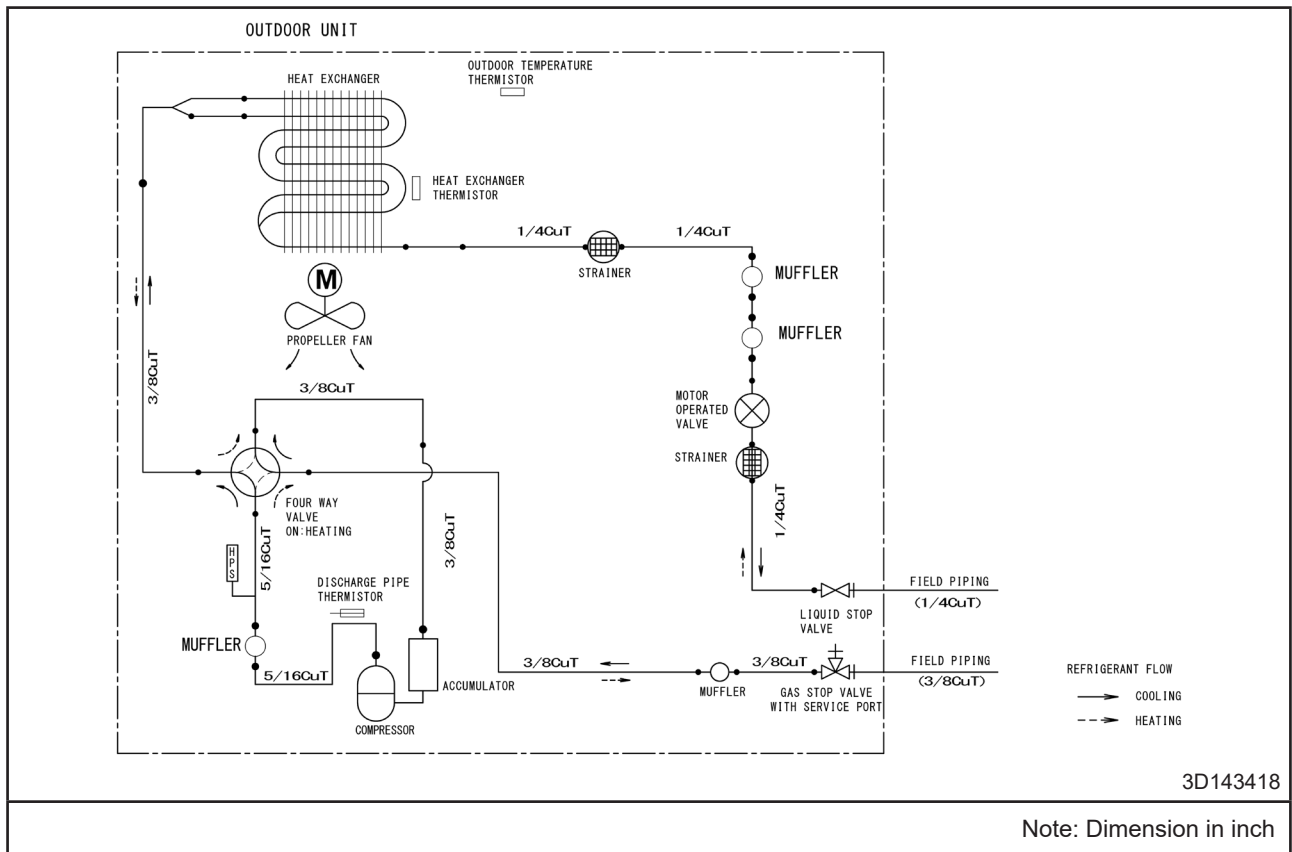 OUTDOOR UNIT
OUTDOOR TEMPERATURE
THERMISTOR
HEAT EXCHANGER
HEAT EXCHANGER
THERMISTOR
1/4CuT
1/4CuT
STRAINER
MUFFLER
M
MUFFLER
PROPELLER FAN
3/8CuT
3/8CuT
MOTOR
OPERATED
VALVE
STRAINER
FOUR WAY
VALVE
ON:HEATING
1/4CuT
3/8CuT
5/16CuT
HPS
DISCHARGE PIPE
THERMISTOR
FIELD PIPING
(1/4CuT)
LIQUID STOP
VALVE
MUFFLER
5/16CuT
ACCUMULATOR
COMPRESSOR
3/8CuT
MUFFLER
3/8CuT
GAS STOP VALVE
WITH SERVICE PORT
FIELD PIPING
(3/8CuT)
REFRIGERANT FLOW
COOLING
HEATING
3D143418
Note: Dimension in inch